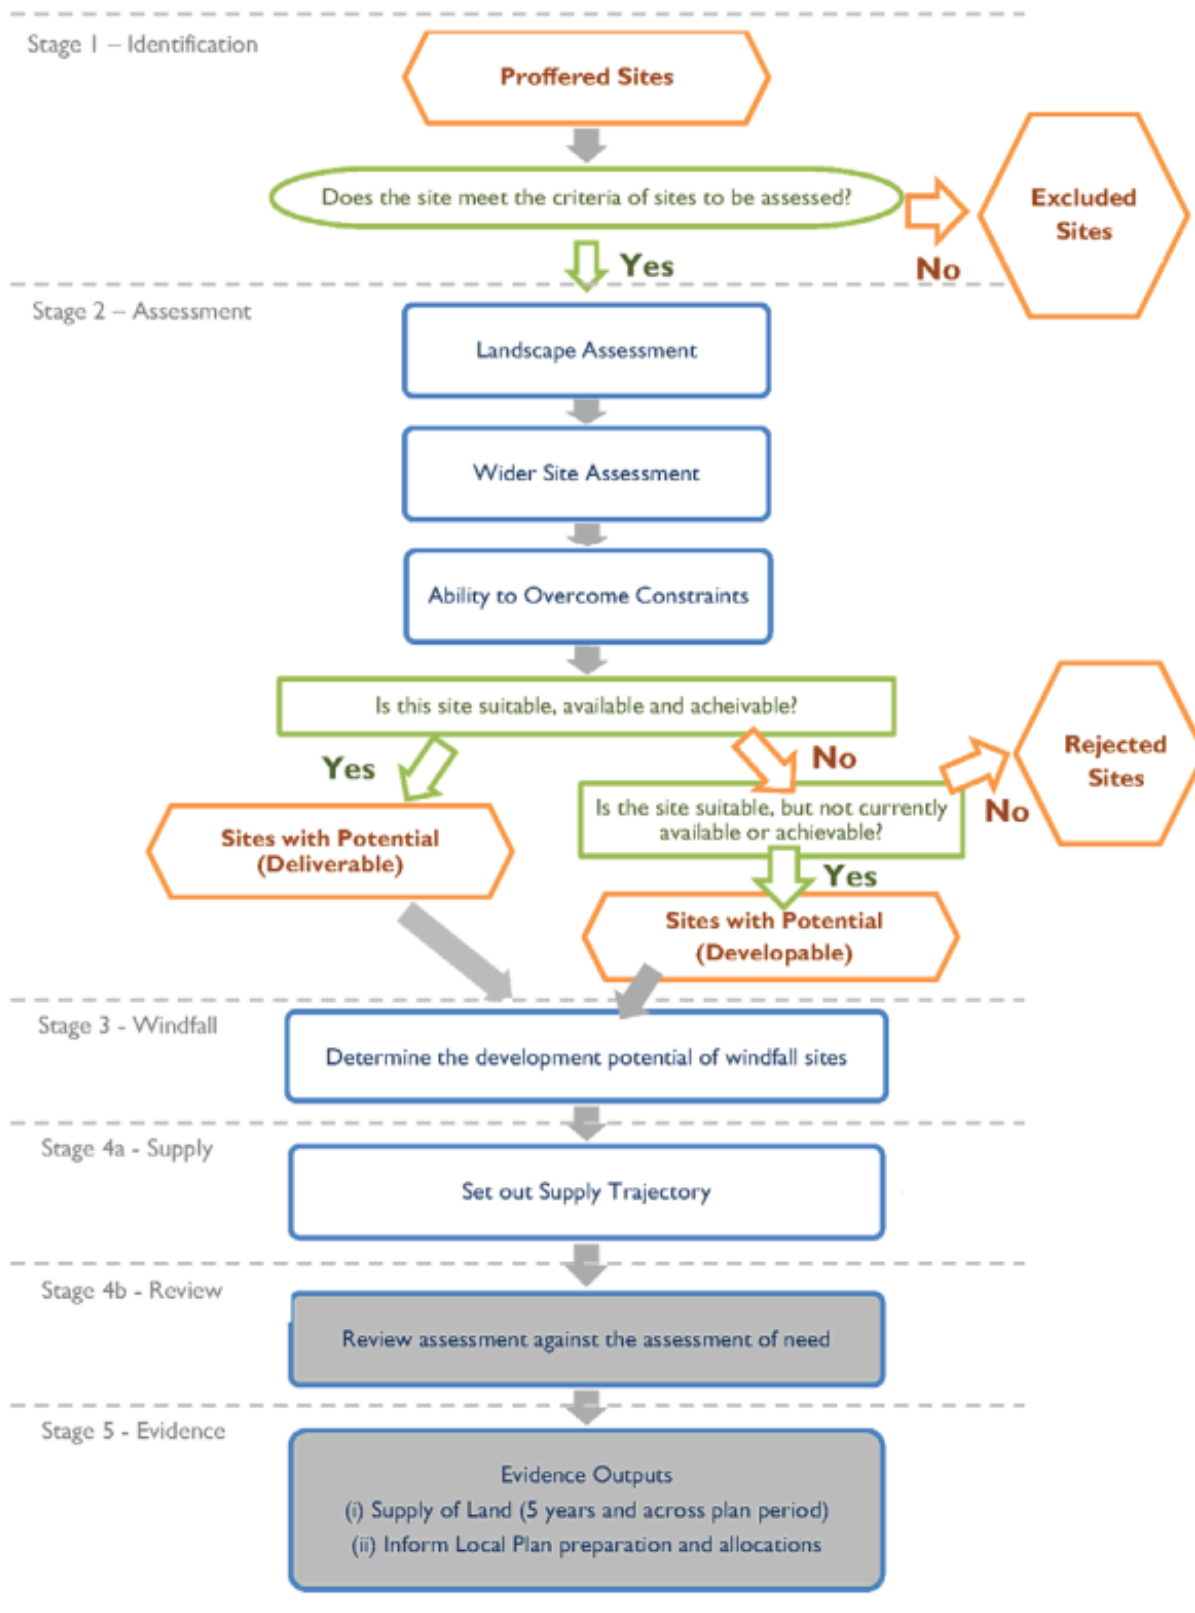 Stage 1 – Identification
Proffered Sites
Does the site meet the criteria of sites to be assessed?
Excluded
Sites
No
Yes
Stage 2 – Assessment
Landscape Assessment
Wider Site Assessment
Ability to Overcome Constraints
Is this site suitable, available and acheivable?
Yes
No
Rejected
Sites
No
Is the site suitable, but not currently
available or achievable?
Sites with Potential
(Deliverable)
Yes
Sites with Potential
(Developable)
Stage 3 - Windfall
Determine the development potential of windfall sites
Stage 4a - Supply
Set out Supply Trajectory
Stage 4b - Review
Review assessment against the assessment of need
Stage 5 - Evidence
Evidence Outputs
(i) Supply of Land (5 years and across plan period)
(ii) Inform Local Plan preparation and allocations